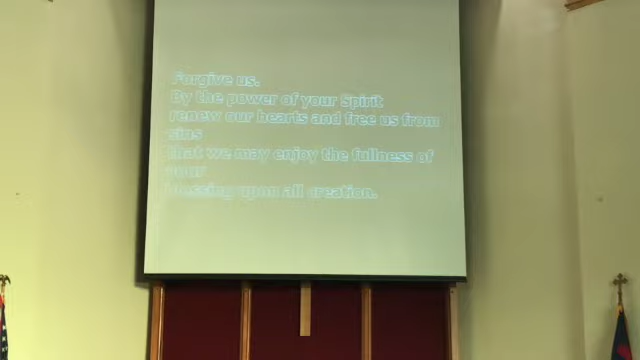 Forgive us.
By the power of your Spirit
renew our hearts and free us from
sins
that we may enjoy the fullness of
your
blessing upon all creation.